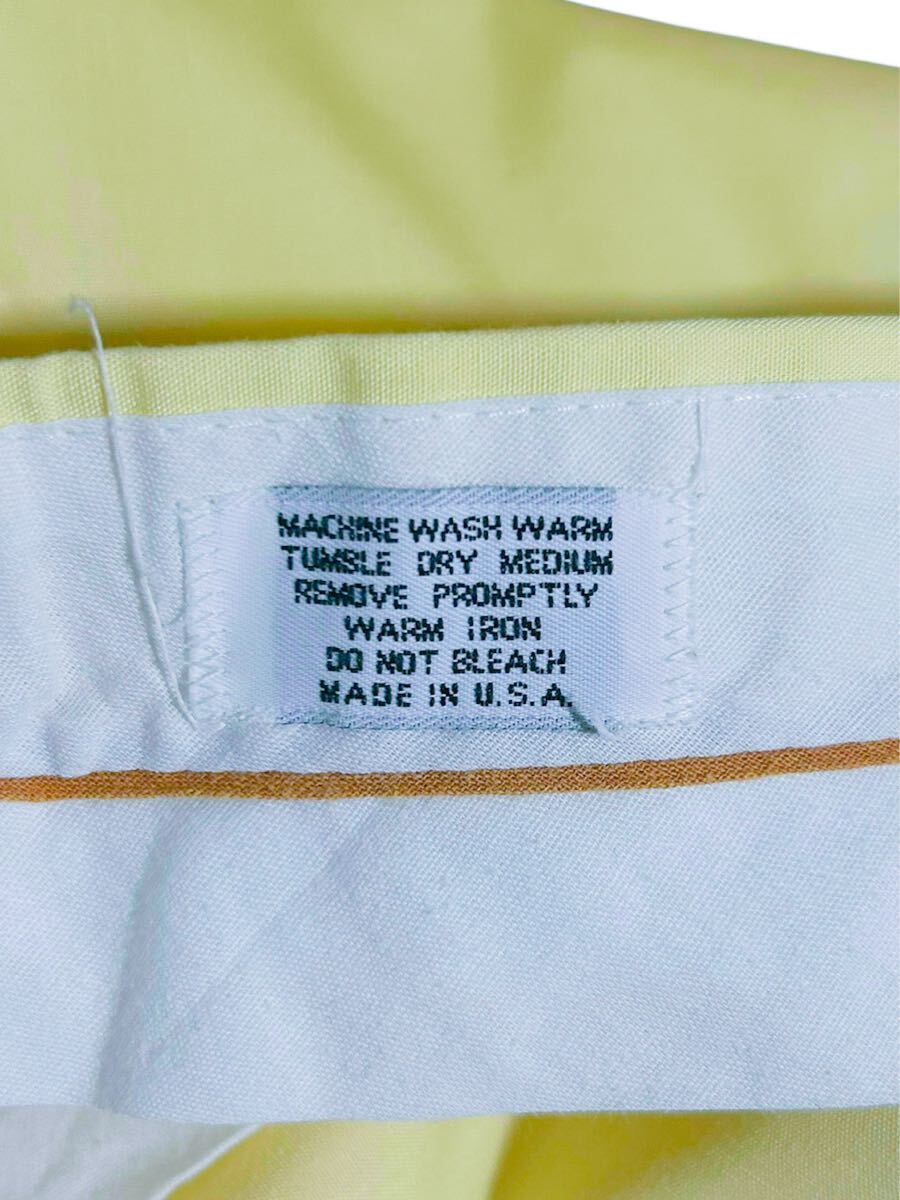 MACHINE WASH WARM
TUMBLE DRY MEDIUM
REMOVE PROMPTLY
WARM IRON
DO NOT BLEACH
MADE IN U.S.A.